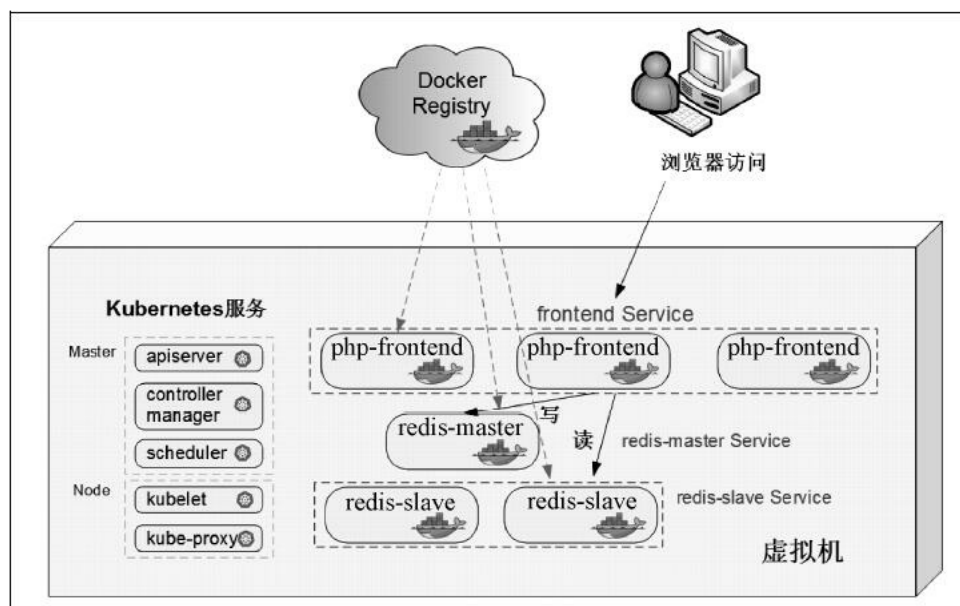 Docker
Registry
浏览器访问
Kubernetes服务
frontend Service
Master
apiserver
php-frontend
php-frontend
php-frontend
controller
manager
写
redis-master
读
redis-master Service
scheduler
Node
kubelet
redis-slave
redis-slave
redis-slave Service
kube-proxy
虚拟机